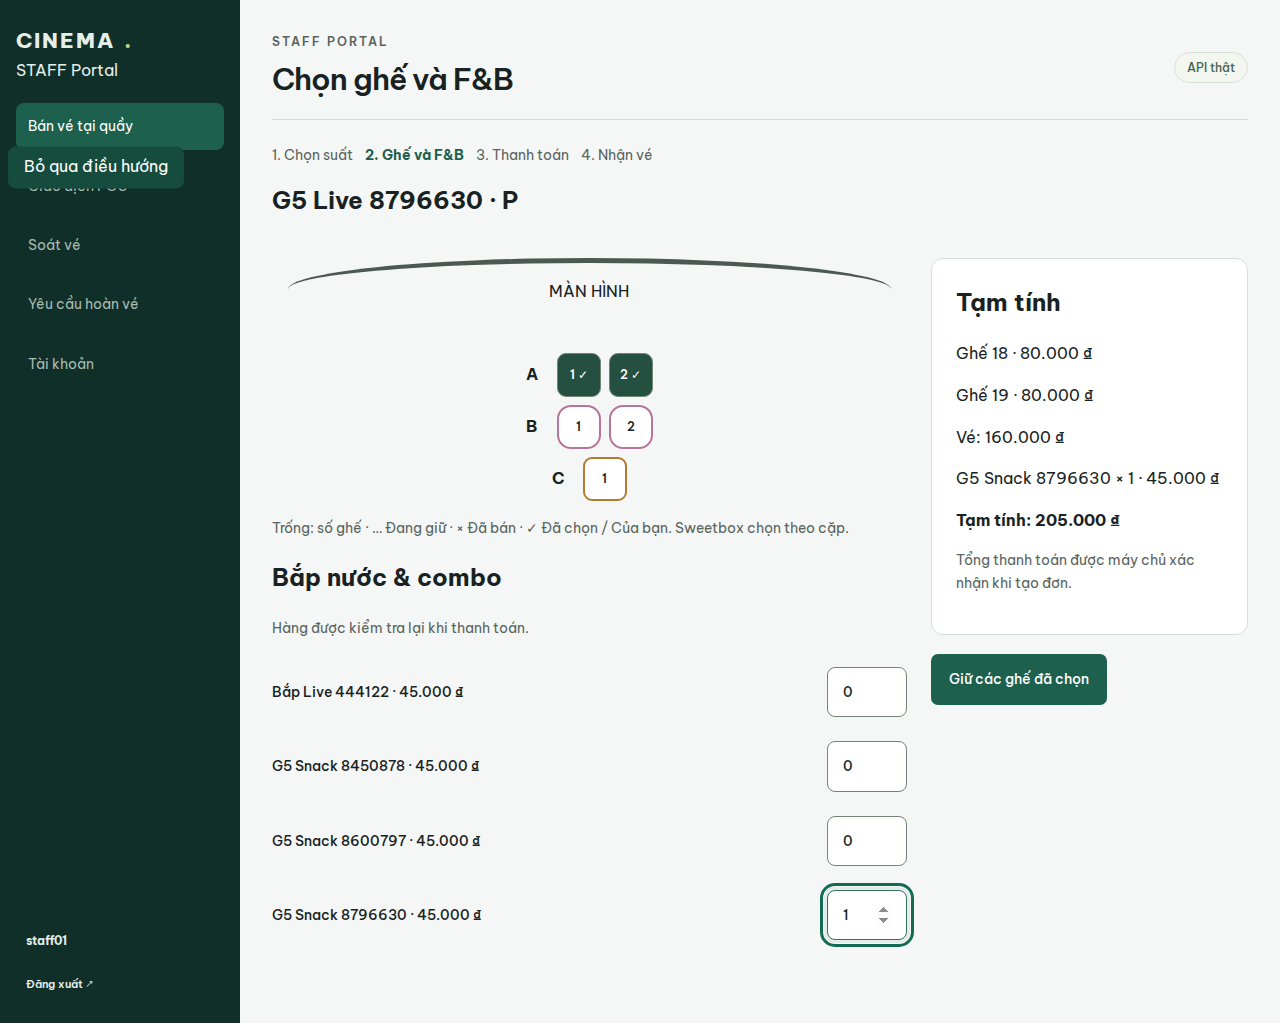 CINEMA .
STAFF Portal
Bán vé tại quầy
Bỏ qua điều hướng
Soát vé
Yêu cầu hoàn vé
Tài khoản
staff01
Đăng xuất ↗
STAFF PORTAL
Chọn ghế và F&B
API thật
1. Chọn suất 2. Ghế và F&B 3. Thanh toán 4. Nhận vé
G5 Live 8796630 · P
MÀN HÌNH
A 1 ✓ 2 ✓
B 1 2
C 1
Trống: số ghế · … Đang giữ · × Đã bán · ✓ Đã chọn / Của bạn. Sweetbox chọn theo cặp.
Bắp nước & combo
Hàng được kiểm tra lại khi thanh toán.
Bắp Live 444122 · 45.000 ₫ 0
G5 Snack 8450878 · 45.000 ₫ 0
G5 Snack 8600797 · 45.000 ₫ 0
G5 Snack 8796630 · 45.000 ₫ 1
Tạm tính
Ghế 18 · 80.000 ₫
Ghế 19 · 80.000 ₫
Vé: 160.000 ₫
G5 Snack 8796630 × 1 · 45.000 ₫
Tạm tính: 205.000 ₫
Tổng thanh toán được máy chủ xác
nhận khi tạo đơn.
Giữ các ghế đã chọn